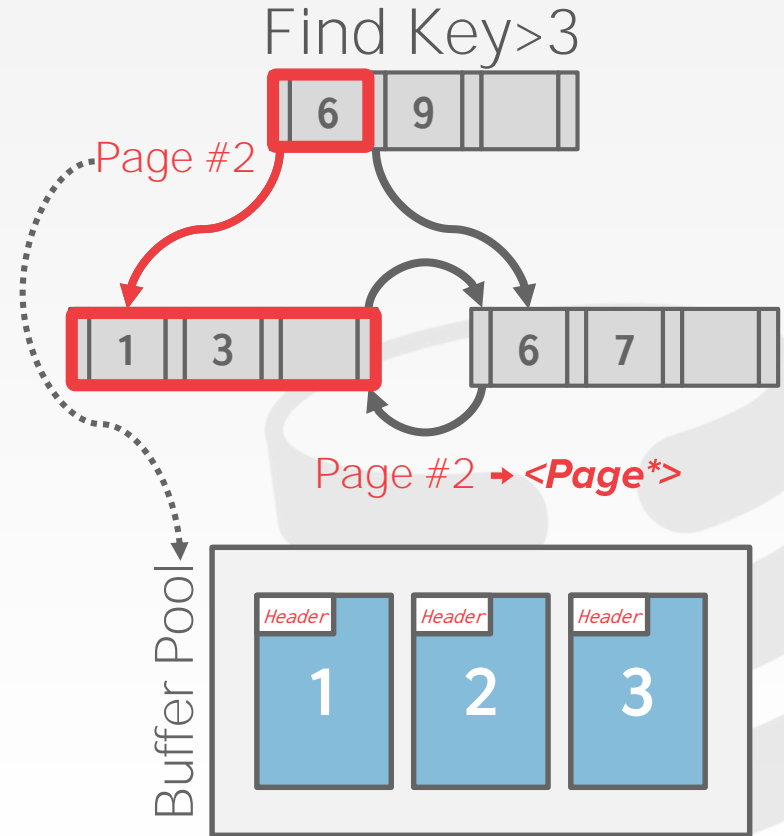 Find Key>3
6 9
Page #2
1 3
6 7
Page #2 → <Page*>
Buffer Pool
Header Header Header
1 2 3